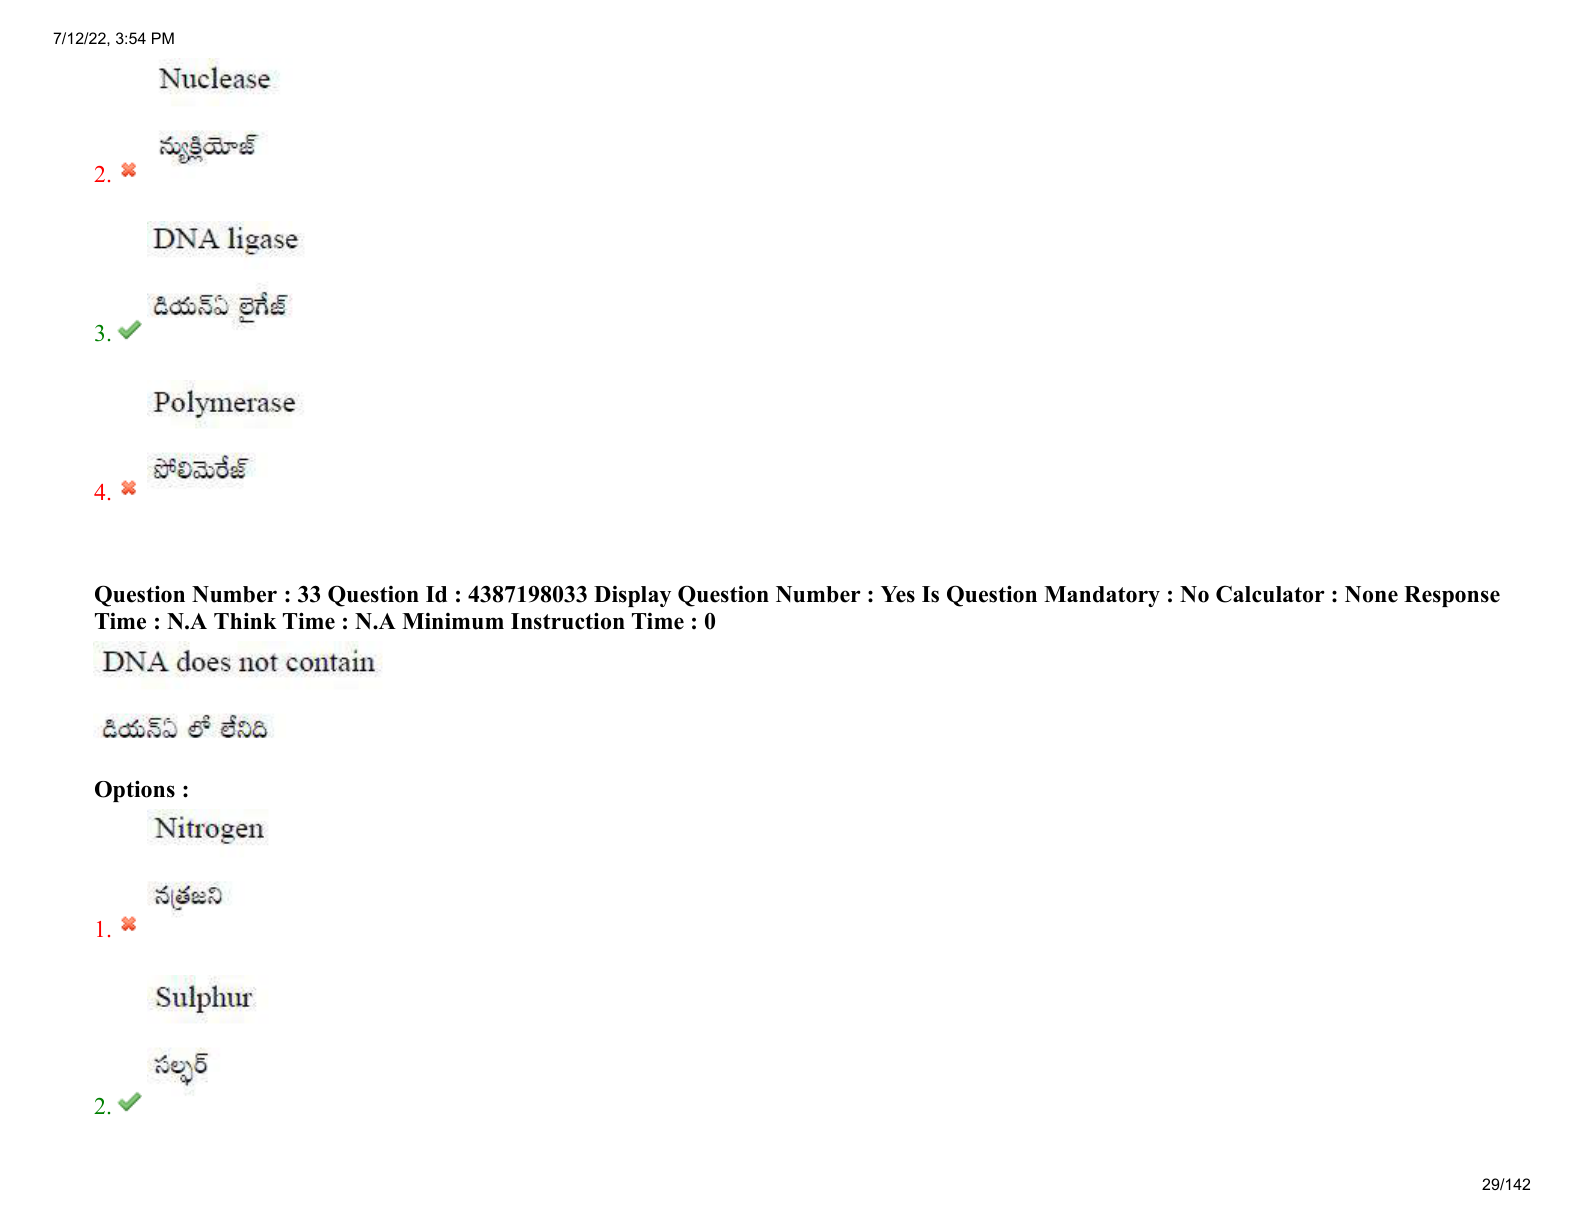 7/12/22, 3:54 PM
Nuclease
న్యుక్లియోజ్
2.
DNA ligase
డియన్ఏ లైగేజ్
3.
Polymerase
పోలిమెరేజ్
4.
Question Number : 33 Question Id : 4387198033 Display Question Number : Yes Is Question Mandatory : No Calculator : None Response
Time : N.A Think Time : N.A Minimum Instruction Time : 0
DNA does not contain
డియన్ఏ లో లేనిది
Options :
Nitrogen
నత్రజని
1.
Sulphur
సల్ఫర్
2.
29/142